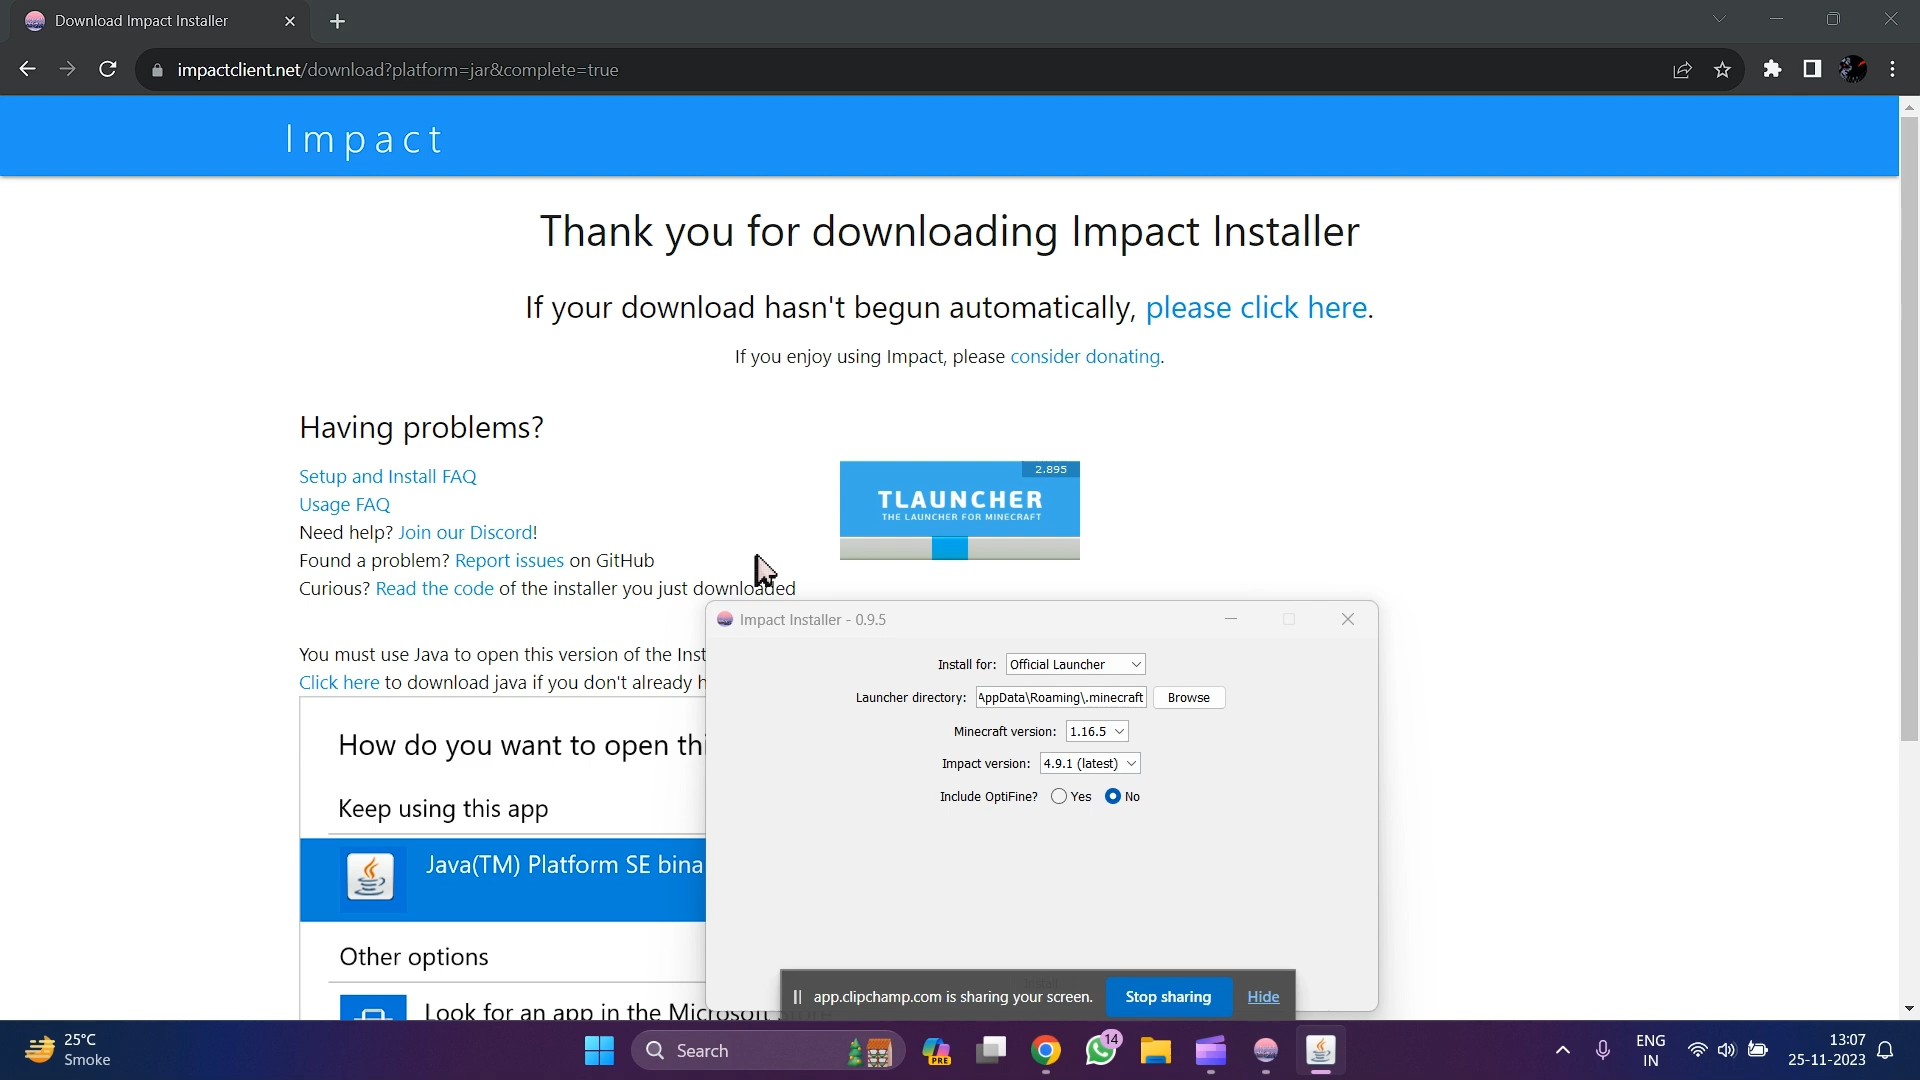 Download Impact Installer
impactclient.net/download?platform=jar&complete=true
Impact
Thank you for downloading Impact Installer
If your download hasn't begun automatically, please click here.
If you enjoy using Impact, please consider donating.
Having problems?
Setup and Install FAQ
Usage FAQ
Need help? Join our Discord!
Found a problem? Report issues on GitHub
Curious? Read the code of the installer you just downloaded
2.895
TLAUNCHER
THE LAUNCHER FOR MINECRAFT
You must use Java to open this version of the Inst
Click here to download java if you don't already h
How do you want to open thi
Keep using this app
Java(TM) Platform SE bina
Other options
Look for an app in the Microsoft Store
Impact Installer - 0.9.5
Install for: Official Launcher
Launcher directory: AppData\Roaming\.minecraft Browse
Minecraft version: 1.16.5
Impact version: 4.9.1 (latest)
Include OptiFine? Yes No
Install
app.clipchamp.com is sharing your screen. Stop sharing Hide
25°C
Smoke
Search
PRE
14
ENG
IN
13:07
25-11-2023